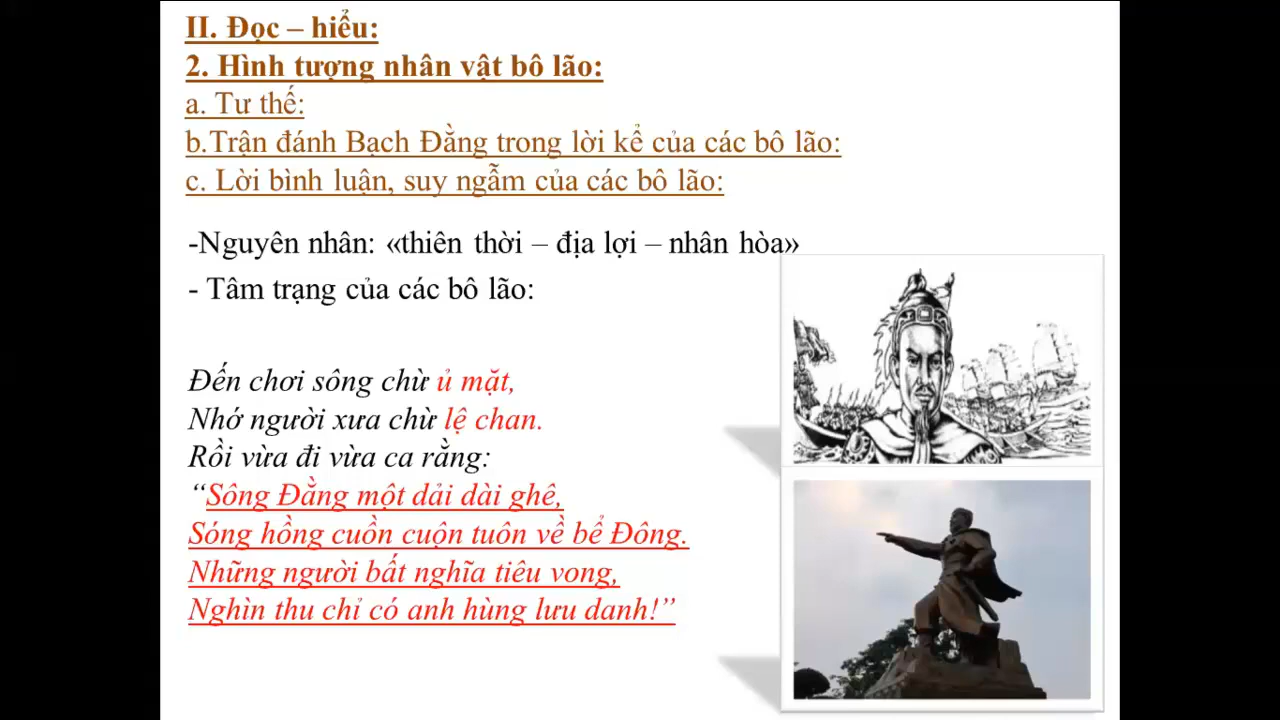 II. Đọc – hiểu:
2. Hình tượng nhân vật bô lão:
a. Tư thế:
b.Trận đánh Bạch Đằng trong lời kể của các bô lão:
c. Lời bình luận, suy ngẫm của các bô lão:
-Nguyên nhân: «thiên thời – địa lợi – nhân hòa»
- Tâm trạng của các bô lão:
Đến chơi sông chừ ủ mặt,
Nhớ người xưa chừ lệ chan.
Rồi vừa đi vừa ca rằng:
“Sông Đằng một dải dài ghê,
Sóng hồng cuồn cuộn tuôn về bể Đông.
Những người bất nghĩa tiêu vong,
Nghìn thu chỉ có anh hùng lưu danh!”